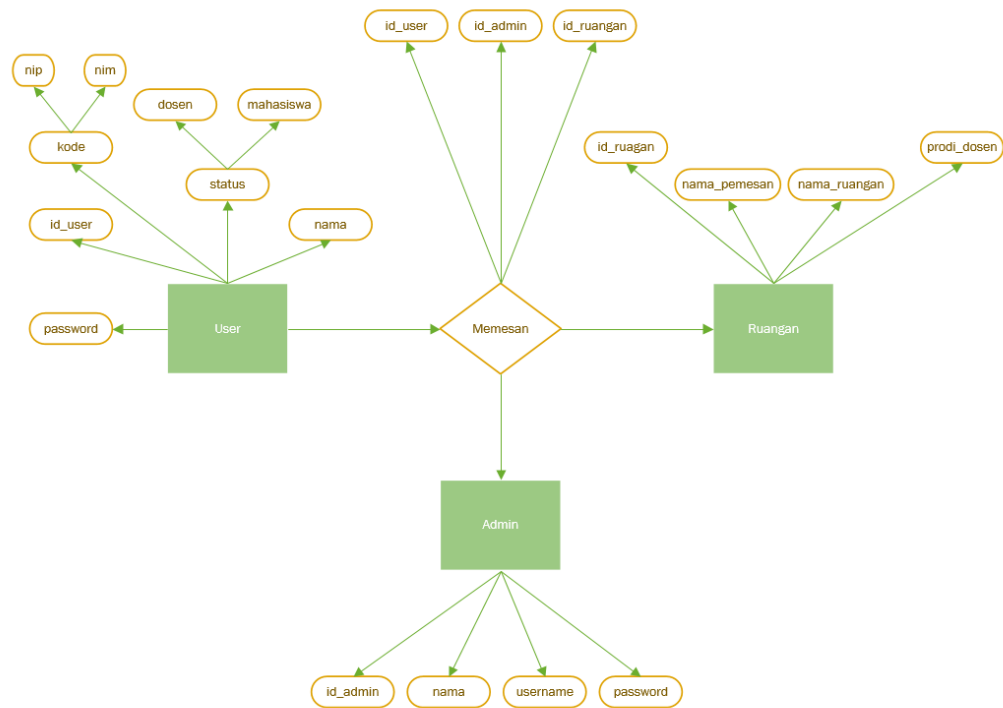 id_user
id_admin
id_ruangan
nip
nim
dosen
mahasiswa
kode
status
id_ruagan
prodi_dosen
nama_pemesan
nama_ruangan
id_user
nama
password
User
Memesan
Ruangan
Admin
id_admin
nama
username
password